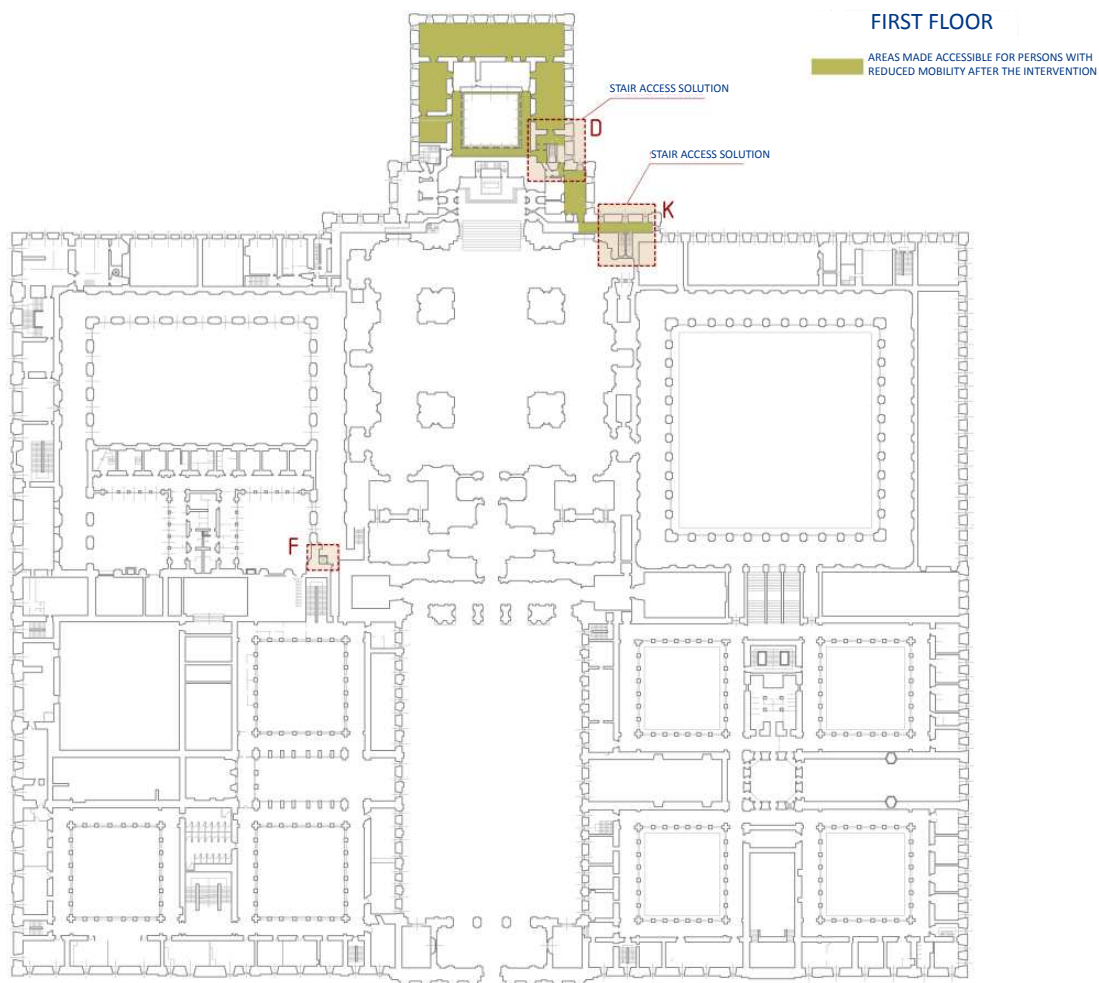 FIRST FLOOR
AREAS MADE ACCESSIBLE FOR PERSONS WITH
REDUCED MOBILITY AFTER THE INTERVENTION
STAIR ACCESS SOLUTION
D
STAIR ACCESS SOLUTION
K
F